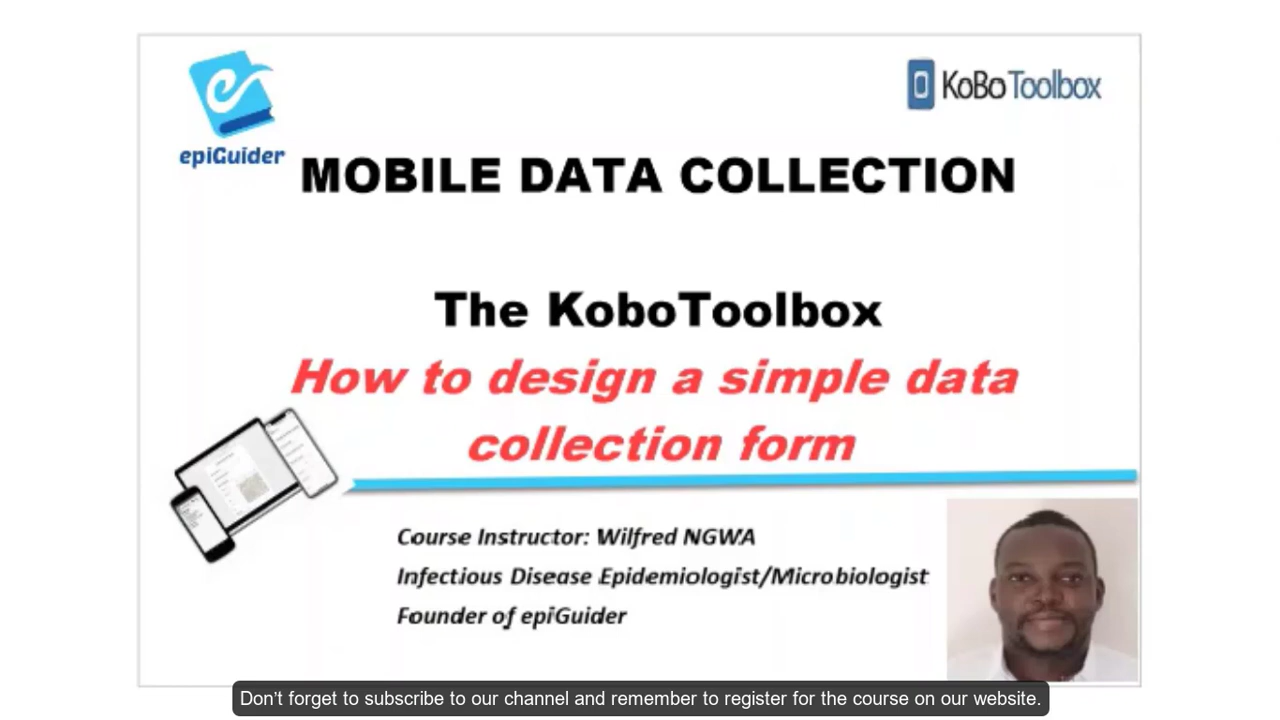 epiGuider
KoBoToolbox
MOBILE DATA COLLECTION
The KoboToolbox
How to design a simple data
collection form
Course Instructor: Wilfred NGWA
Infectious Disease Epidemiologist/Microbiologist
Founder of epiGuider
Don't forget to subscribe to our channel and remember to register for the course on our website.